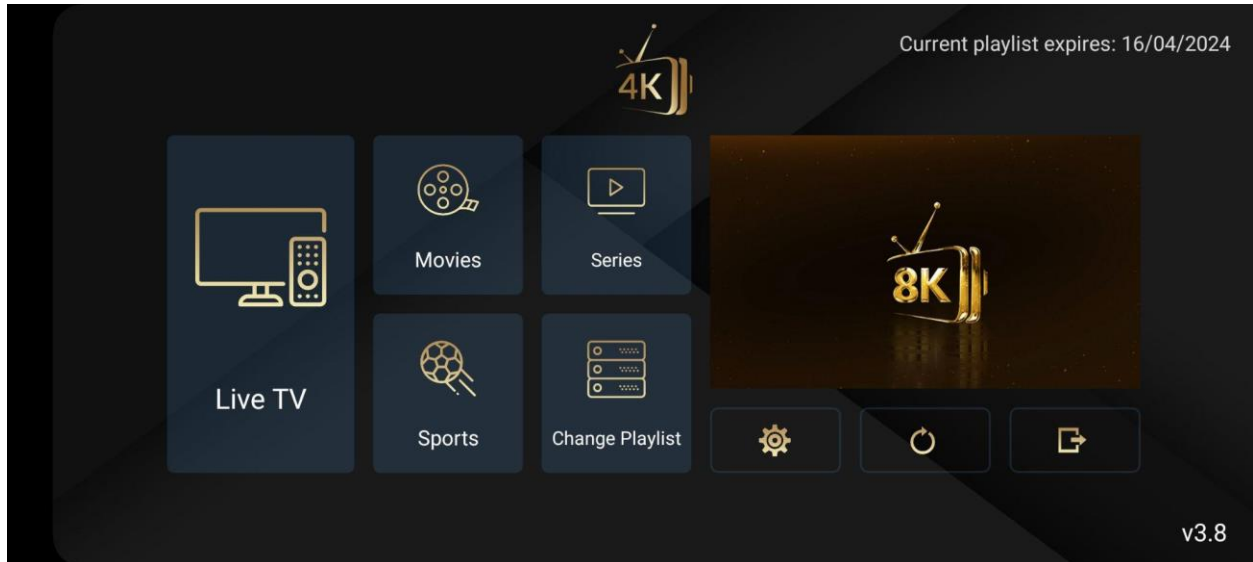 Current playlist expires: 16/04/2024
4K
Live TV
Movies
Series
Sports
Change Playlist
8K
v3.8